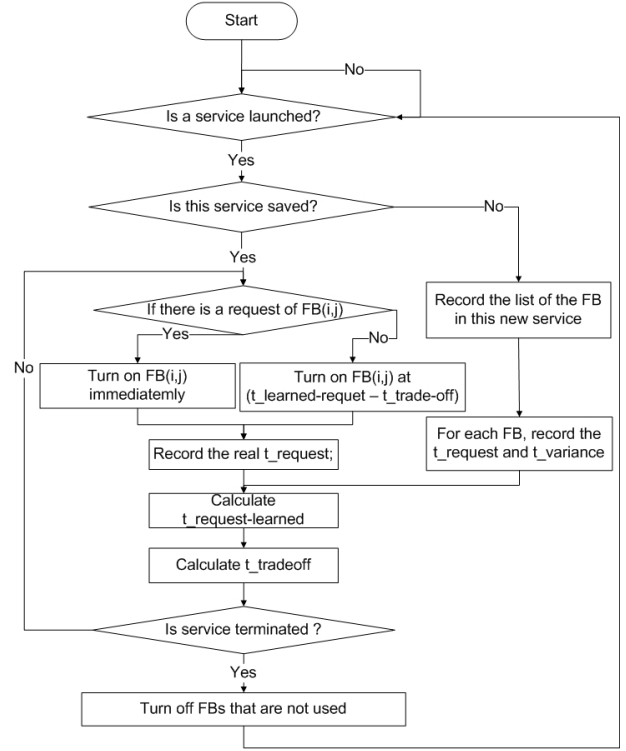 Start
No
Is a service launched?
Yes
Is this service saved?
No
Yes
If there is a request of FB(i,j)
Yes
No
No
Record the list of the FB
in this new service
Turn on FB(i,j)
immediatemly
Turn on FB(i,j) at
(t_learned-requet – t_trade-off)
For each FB, record the
t_request and t_variance
Record the real t_request;
Calculate
t_request-learned
Calculate t_tradeoff
Is service terminated ?
Yes
Turn off FBs that are not used